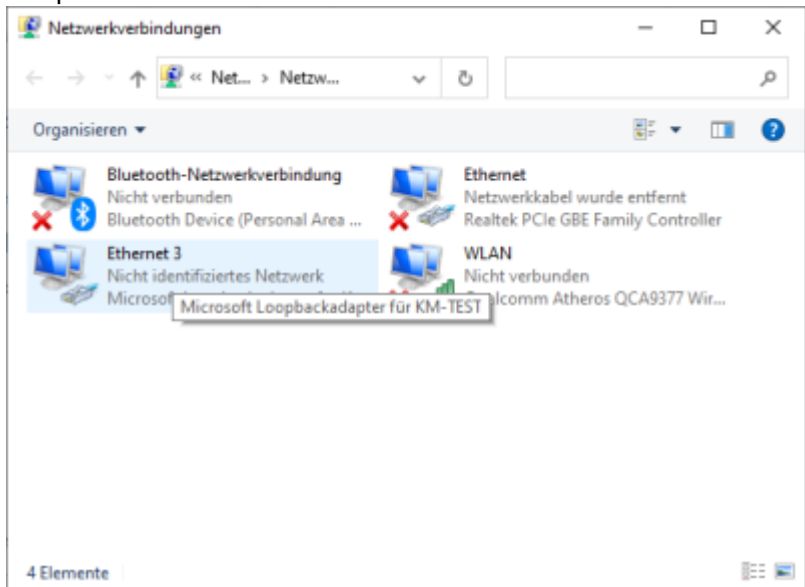 Netzwerkverbindungen
« Net... › Netzw...
Organisieren
Bluetooth-Netzwerkverbindung
Nicht verbunden
Bluetooth Device (Personal Area ...
Ethernet
Netzwerkkabel wurde entfernt
Realtek PCIe GBE Family Controller
Ethernet 3
Nicht identifiziertes Netzwerk
Microsoft Loopbackadapter für KM-TEST
WLAN
Nicht verbunden
Atheros QCA9377 Wir...
4 Elemente